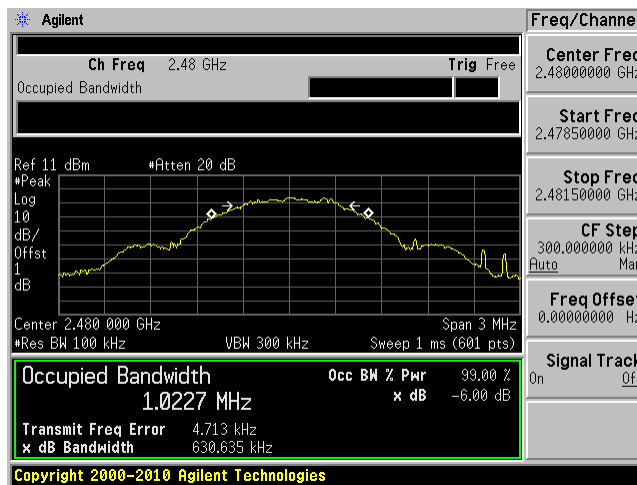 Agilent
Freq/Channe
Ch Freq 2.48 GHz Trig Free
Occupied Bandwidth
Center Freq
2.48000000 GHz
Start Freq
2.47850000 GHz
Stop Freq
2.48150000 GHz
CF Step
300.000000 kHz
Auto Man
Freq Offset
0.00000000 Hz
Signal Track
On Off
Ref 11 dBm #Atten 20 dB
#Peak
Log
10
dB/
Offst
1
dB
Center 2.480 000 GHz Span 3 MHz
#Res BW 100 kHz VBW 300 kHz Sweep 1 ms (601 pts)
Occupied Bandwidth Occ BW % Pwr 99.00 %
1.0227 MHz x dB -6.00 dB
Transmit Freq Error 4.713 kHz
x dB Bandwidth 630.635 kHz
Copyright 2000-2010 Agilent Technologies